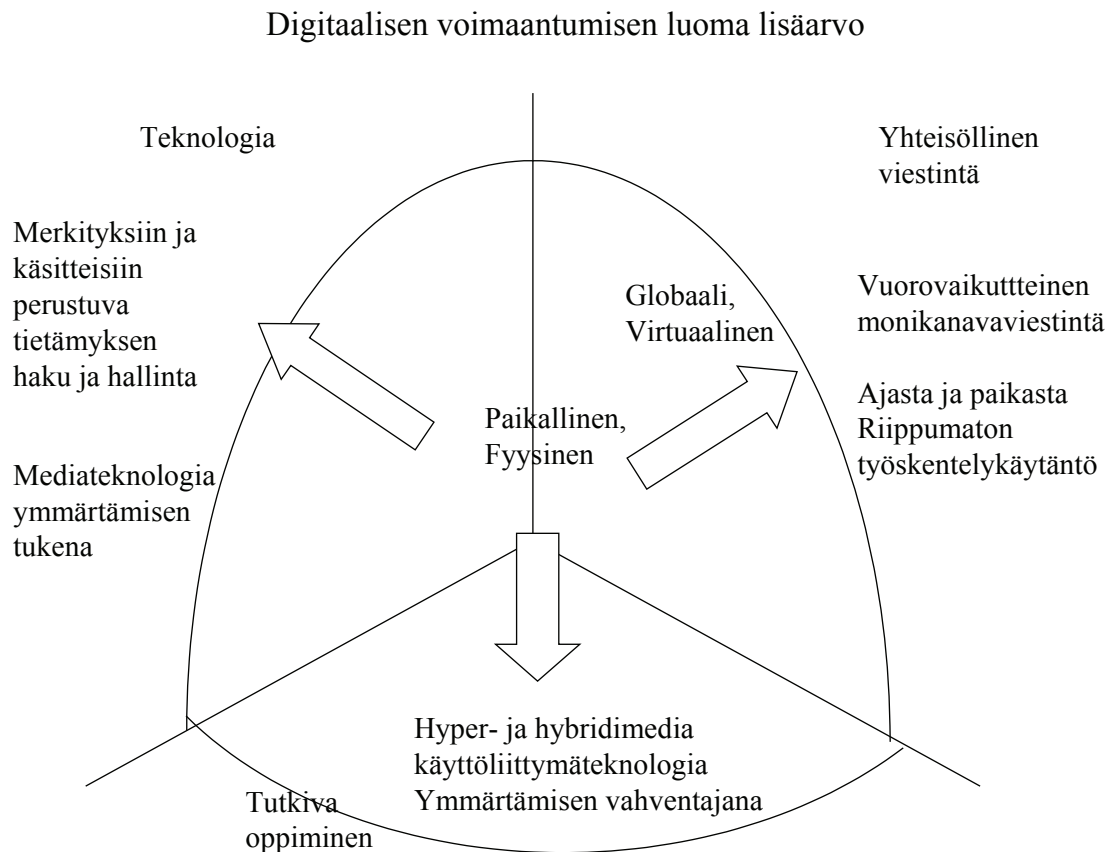 Digitaalisen voimaantumisen luoma lisäarvo
Teknologia
Yhteisöllinen
viestintä
Merkityksiin ja
käsitteisiin
perustuva
tietämyksen
haku ja hallinta
Globaali,
Virtuaalinen
Vuorovaikuttteinen
monikanavaviestintä
Paikallinen,
Fyysinen
Ajasta ja paikasta
Riippumaton
työskentelykäytäntö
Mediateknologia
ymmärtämisen
tukena
Hyper- ja hybridimedia
käyttöliittymäteknologia
Ymmärtämisen vahventajana
Tutkiva
oppiminen